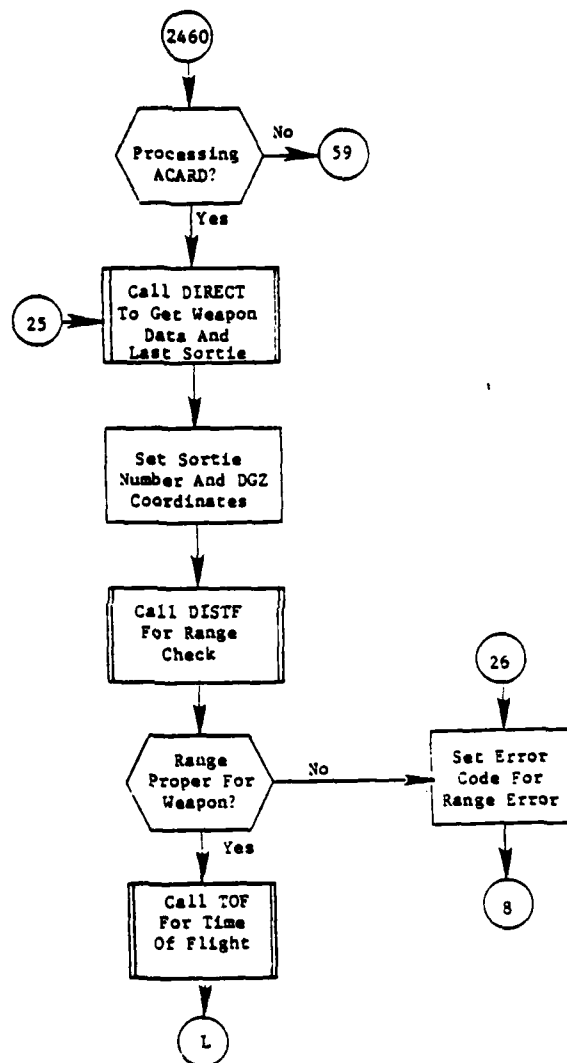 2460
No
Processing
ACARD?
59
Yes
Call DIRECT
To Get Weapon
Data And
Last Sortie
25
Set Sortie
Number And DGZ
Coordinates
Call DISTF
For Range
Check
26
Range
Proper For
Weapon?
No
Set Error
Code For
Range Error
Yes
8
Call TOF
For Time
Of Flight
L